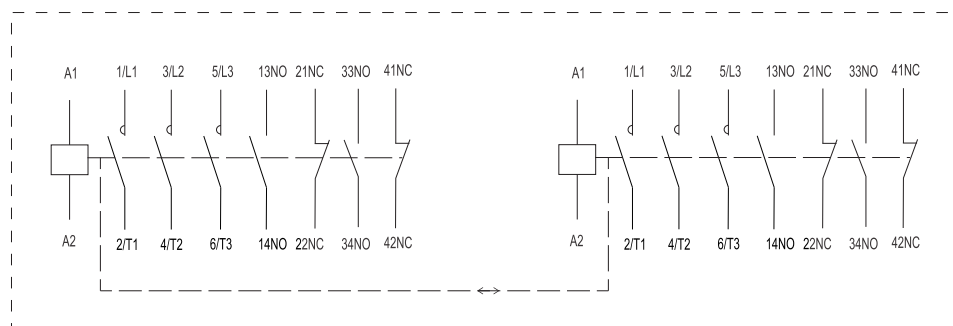 A1 1/L1 3/L2 5/L3 13NO 21NC 33NO 41NC
A2 2/T1 4/T2 6/T3 14NO 22NC 34NO 42NC
A1 1/L1 3/L2 5/L3 13NO 21NC 33NO 41NC
A2 2/T1 4/T2 6/T3 14NO 22NC 34NO 42NC